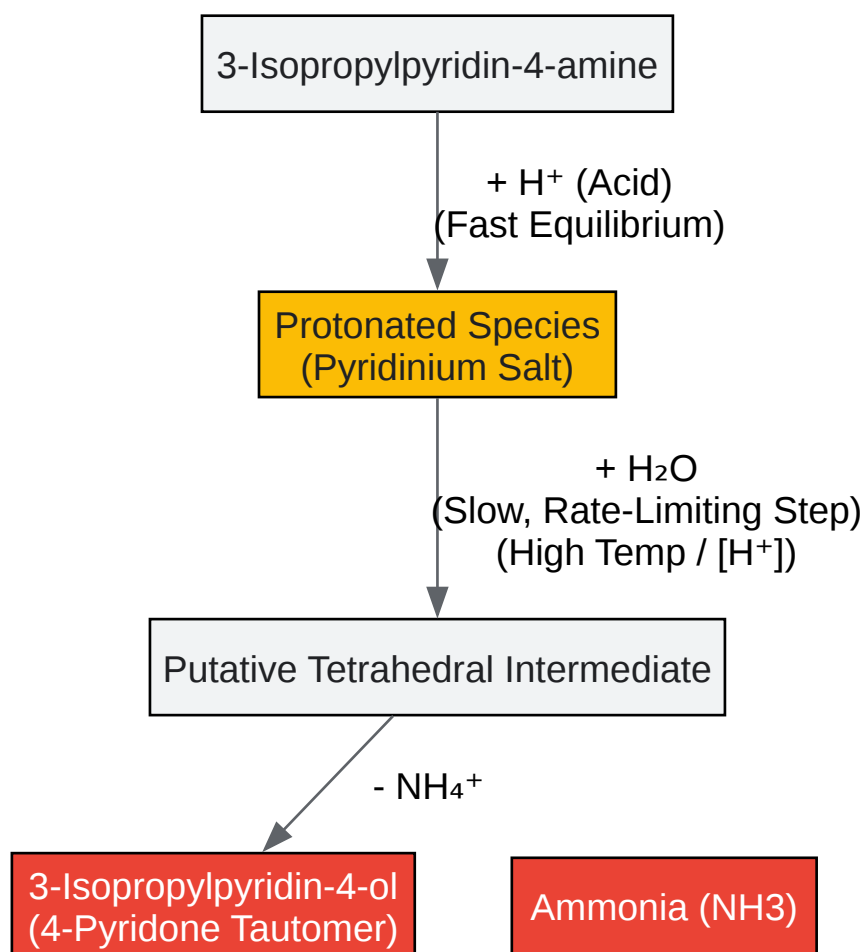 3-Isopropylpyridin-4-amine
+ H⁺ (Acid)
(Fast Equilibrium)
Protonated Species
(Pyridinium Salt)
+ H₂O
(Slow, Rate-Limiting Step)
(High Temp / [H⁺])
Putative Tetrahedral Intermediate
- NH₄⁺
3-Isopropylpyridin-4-ol
(4-Pyridone Tautomer)
Ammonia (NH3)